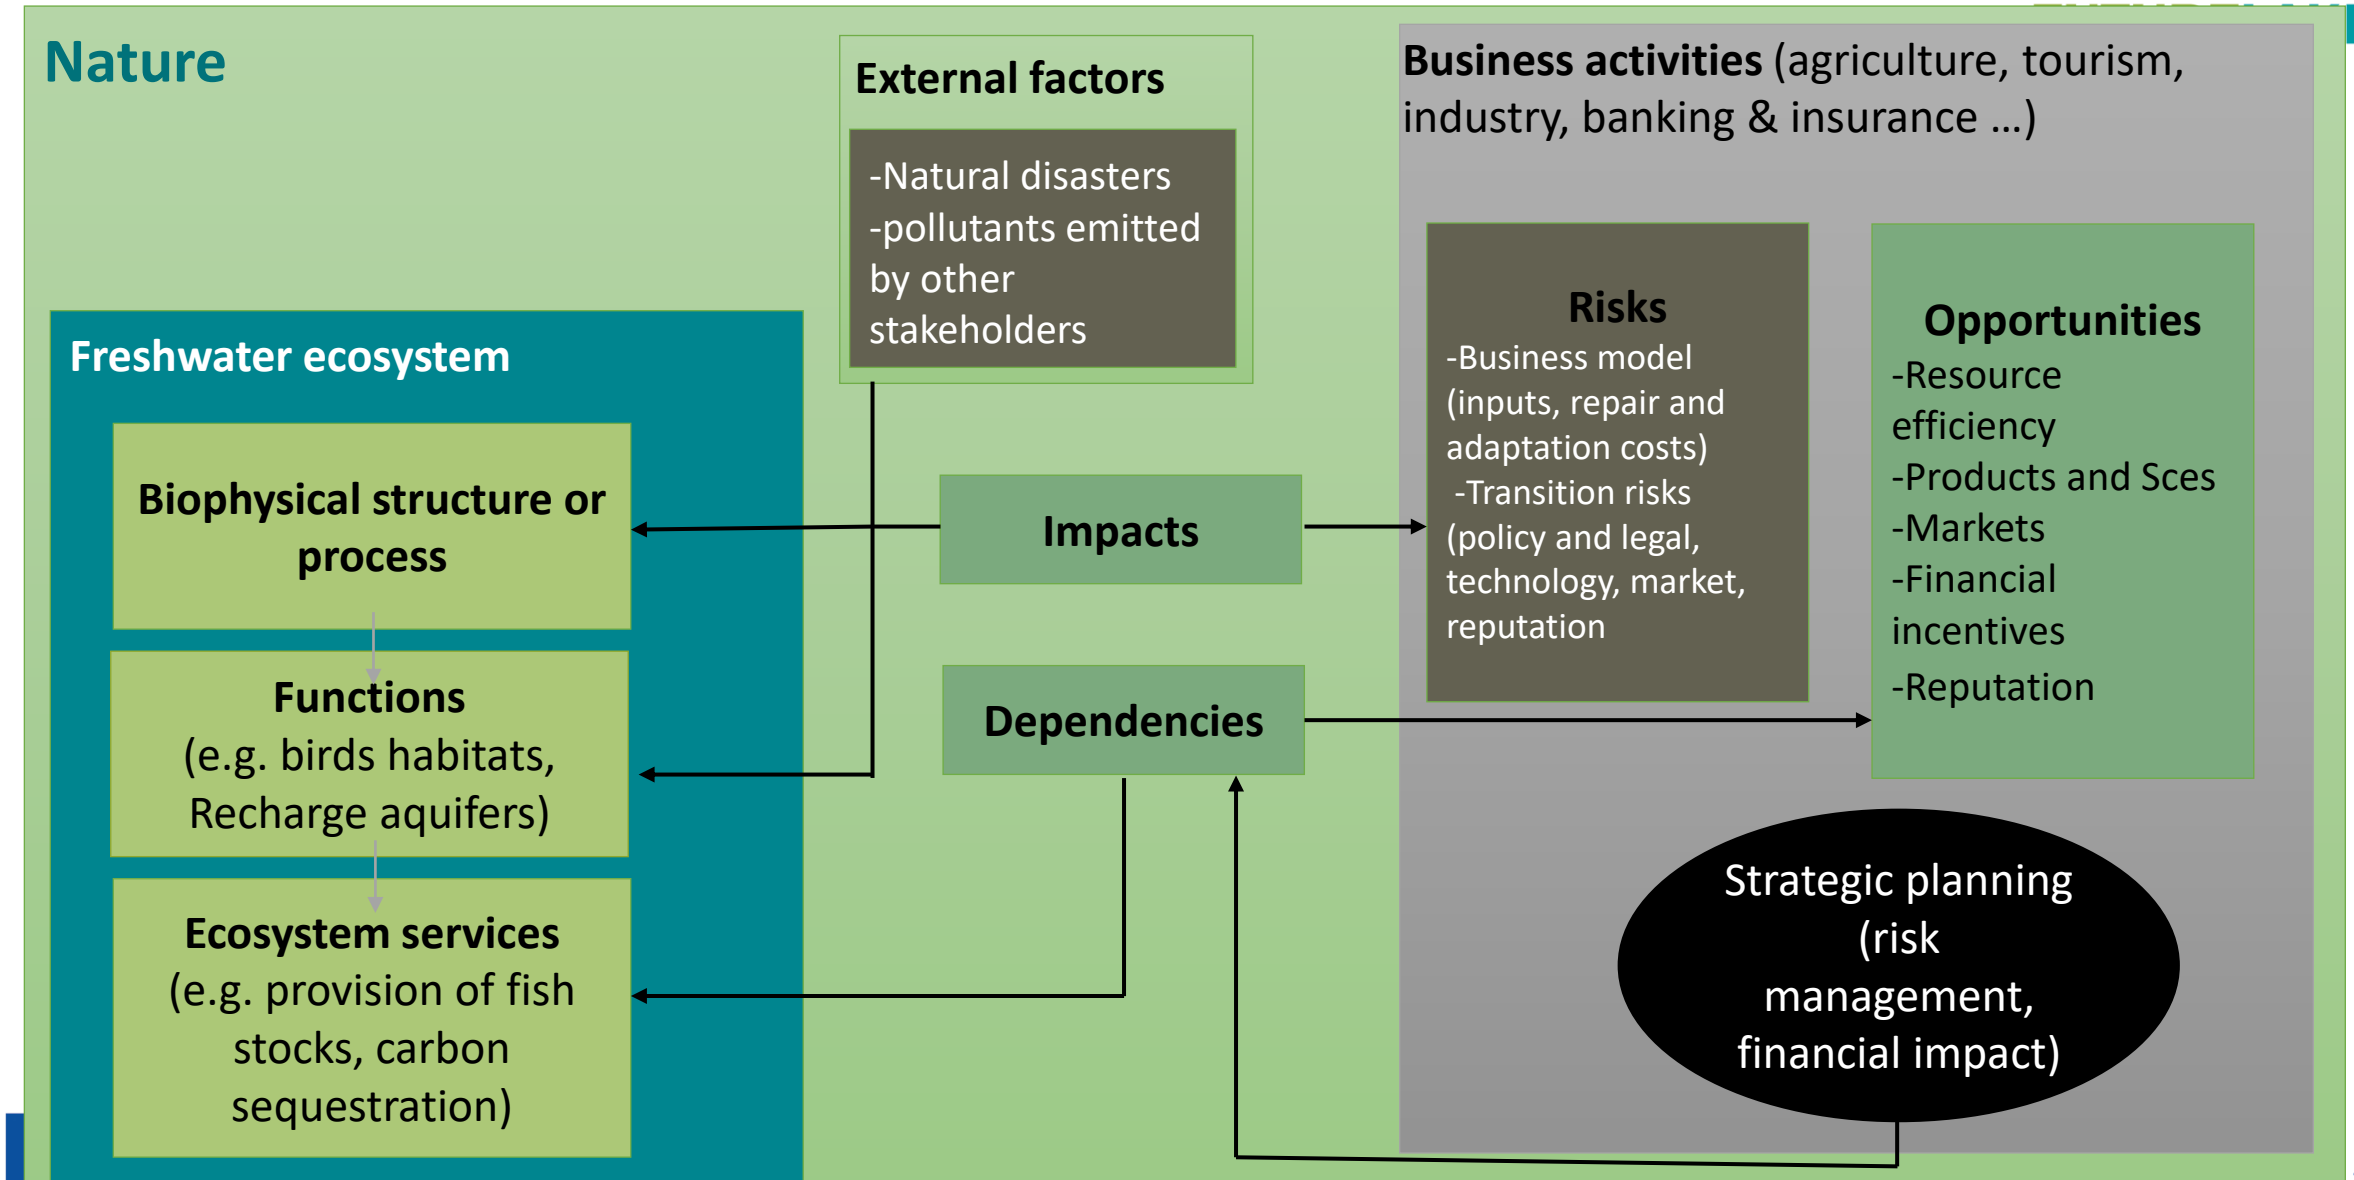 Nature
External factors
-Natural disasters
-pollutants emitted
by other
stakeholders
Business activities (agriculture, tourism,
industry, banking & insurance …)
Freshwater ecosystem
Biophysical structure or
process
Functions
(e.g. birds habitats,
Recharge aquifers)
Ecosystem services
(e.g. provision of fish
stocks, carbon
sequestration)
Impacts
Dependencies
Risks
-Business model
(inputs, repair and
adaptation costs)
-Transition risks
(policy and legal,
technology, market,
reputation
Opportunities
-Resource
efficiency
-Products and Sces
-Markets
-Financial
incentives
-Reputation
Strategic planning
(risk
management,
financial impact)